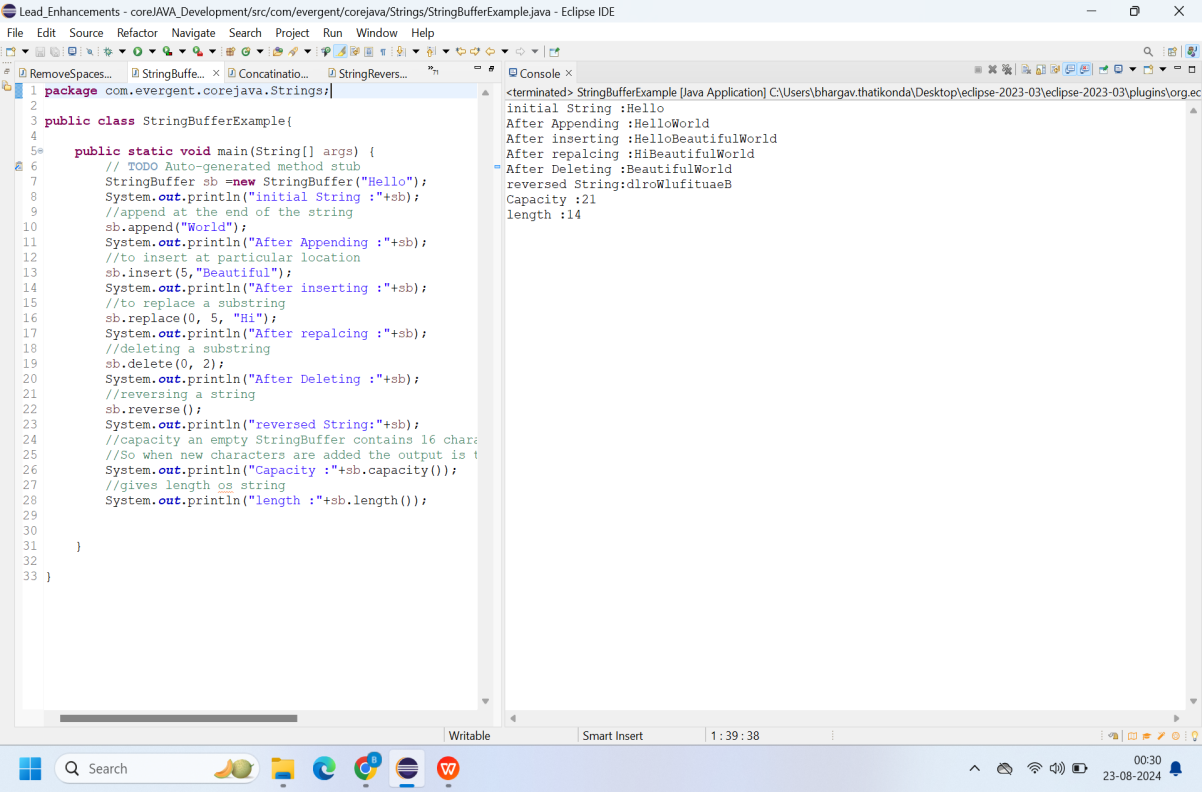 Lead_Enhancements - coreJAVA_Development/src/com/evergent/corejava/Strings/StringBufferExample.java - Eclipse IDE
File Edit Source Refactor Navigate Search Project Run Window Help
RemoveSpaces... StringBuffe... Concatinatio... StringRevers... Console
<terminated> StringBufferExample [Java Application] C:\Users\bhargav.thatikonda\Desktop\eclipse-2023-03\eclipse-2023-03\plugins\org.ec
1 package com.evergent.corejava.Strings;
2
3 public class StringBufferExample{
4
5 public static void main(String[] args) {
6 // TODO Auto-generated method stub
7 StringBuffer sb =new StringBuffer("Hello");
8 System.out.println("initial String :"+sb);
9 //append at the end of the string
10 sb.append("World");
11 System.out.println("After Appending :"+sb);
12 //to insert at particular location
13 sb.insert(5,"Beautiful");
14 System.out.println("After inserting :"+sb);
15 //to replace a substring
16 sb.replace(0, 5, "Hi");
17 System.out.println("After repalcing :"+sb);
18 //deleting a substring
19 sb.delete(0, 2);
20 System.out.println("After Deleting :"+sb);
21 //reversing a string
22 sb.reverse();
23 System.out.println("reversed String:"+sb);
24 //capacity an empty StringBuffer contains 16 chara
25 //So when new characters are added the output is t
26 System.out.println("Capacity :"+sb.capacity());
27 //gives length os string
28 System.out.println("length :"+sb.length());
29
30
31 }
32
33 }
initial String :Hello
After Appending :HelloWorld
After inserting :HelloBeautifulWorld
After repalcing :HiBeautifulWorld
After Deleting :BeautifulWorld
reversed String:dlroWlufituaeB
Capacity :21
length :14
Writable Smart Insert 1 : 39 : 38
Search
B
00:30
23-08-2024